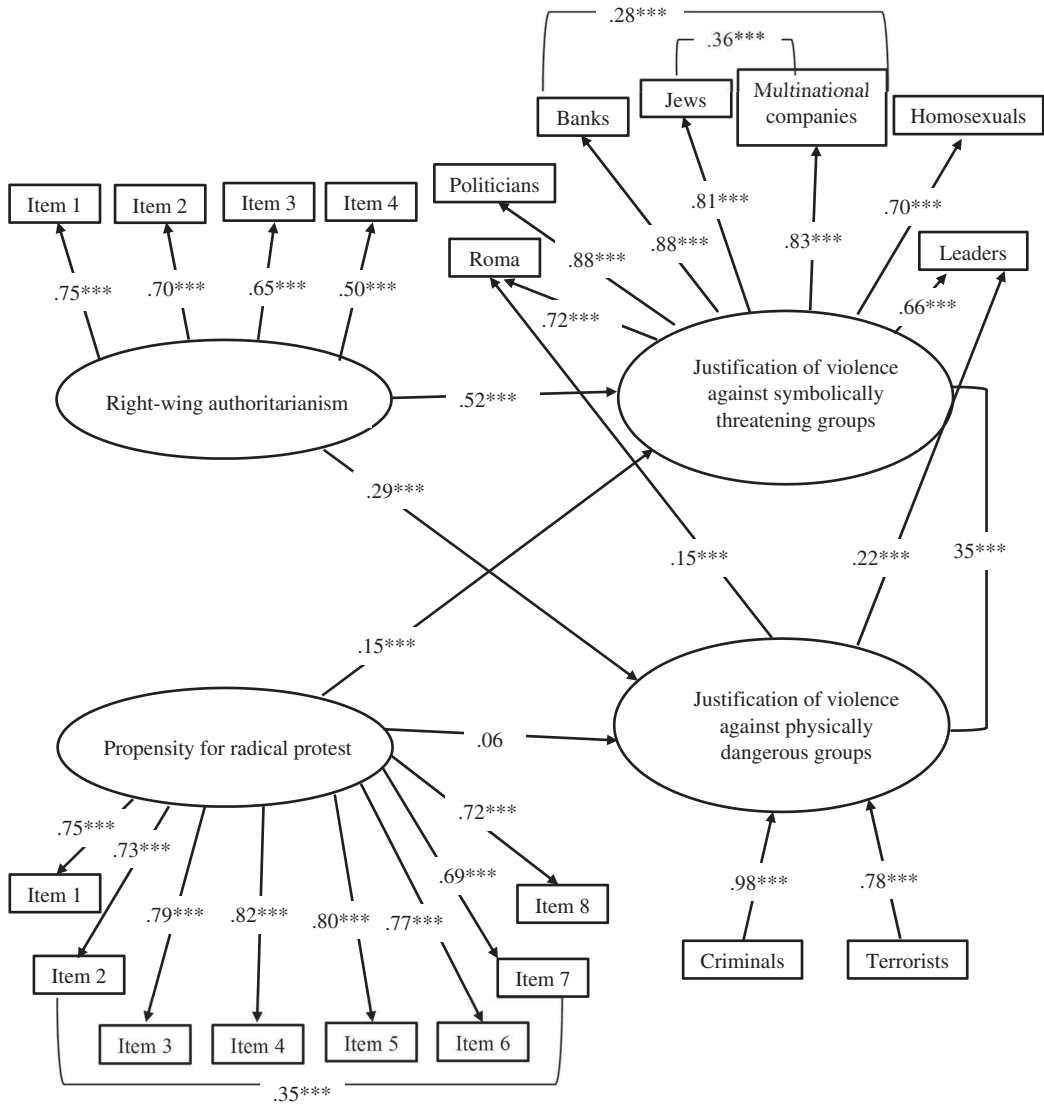 .28***
.36***
Jews
Multinational
companies
Banks
Homosexuals
Politicians
Item 1
Item 2
Item 3
Item 4
.81***
.70***
.88***
.83***
Roma
.88***
Leaders
.75***
.70***
.65***
.50***
.72***
.66***
Justification of violence
against symbolically
threatening groups
Right-wing authoritarianism
.52***
.29***
.15***
.22***
35***
.15***
Justification of violence
against physically
dangerous groups
Propensity for radical protest
.06
.75***
.72***
.73***
.69***
.98***
.78***
Item 1
.79***
.82***
.80***
.77***
Item 8
Item 2
Item 7
Criminals
Terrorists
Item 3
Item 4
Item 5
Item 6
.35***